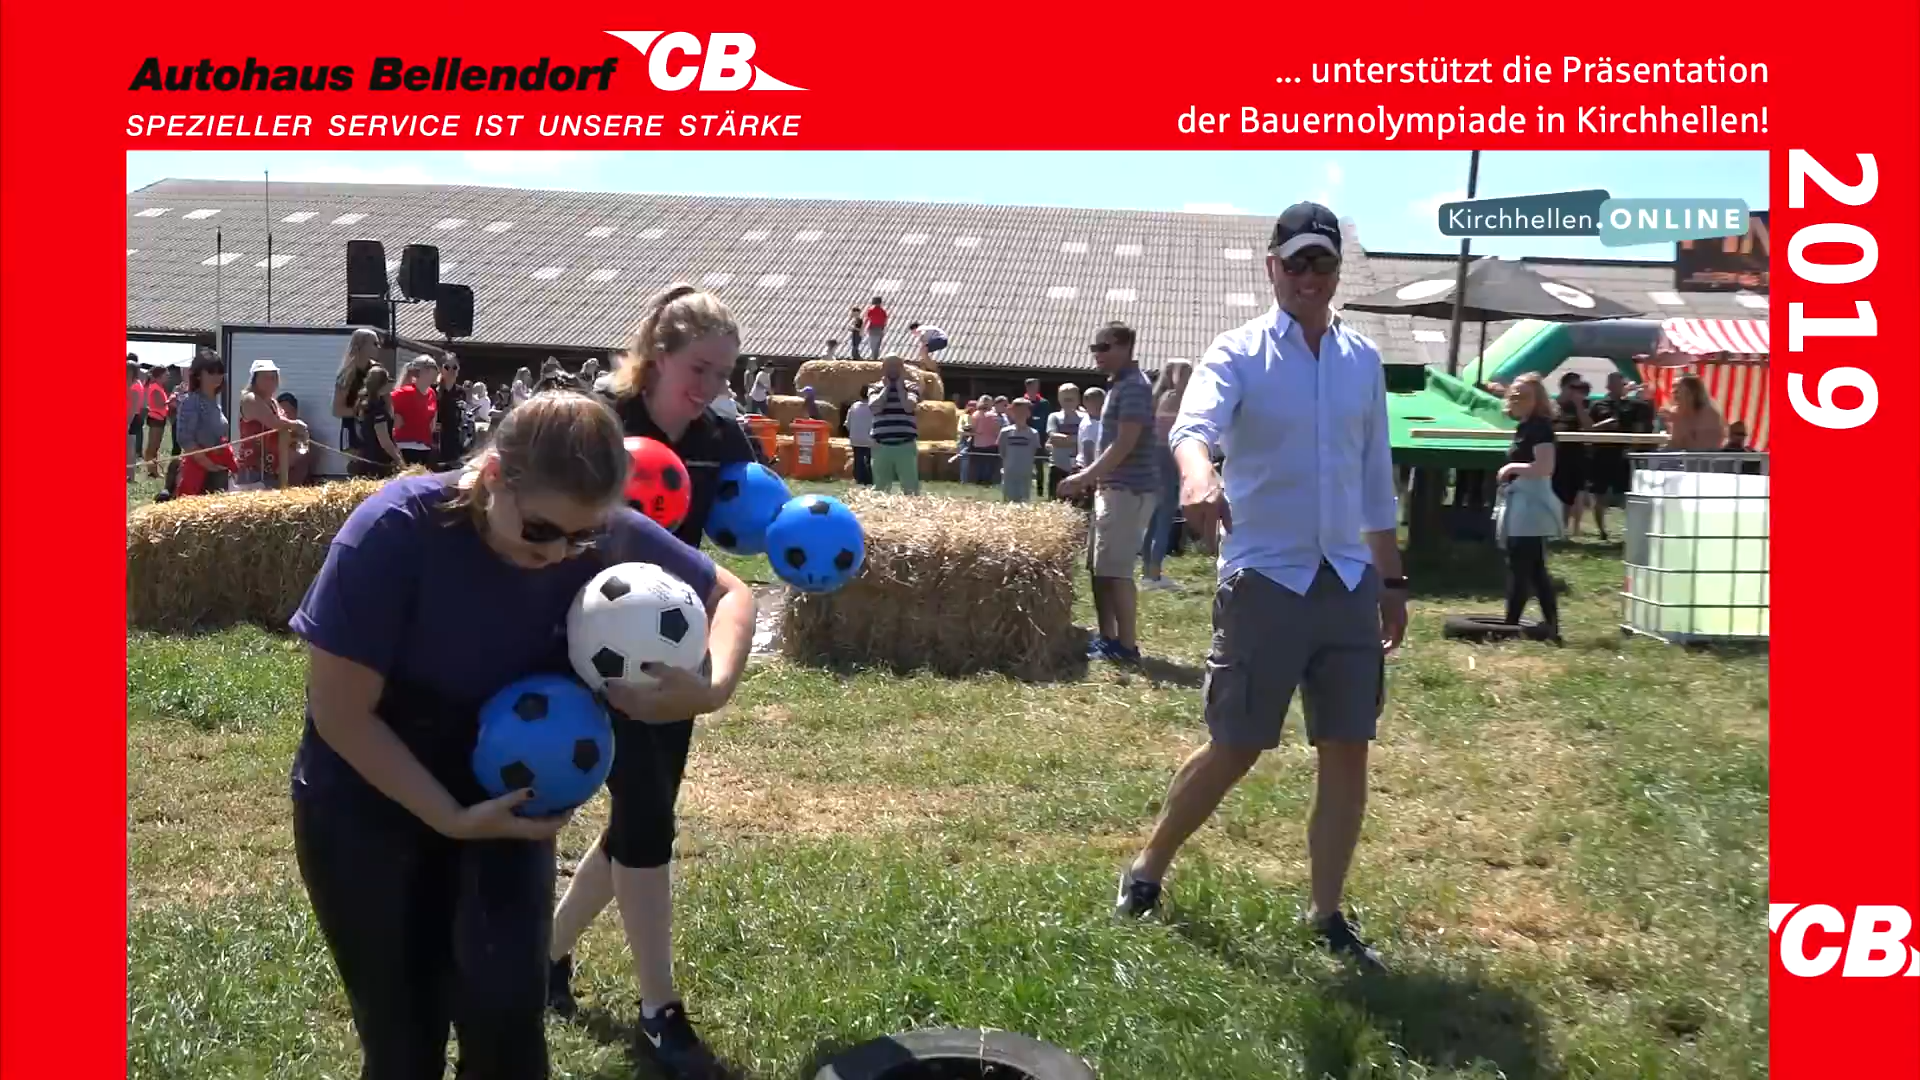 Autohaus Bellendorf CB
SPEZIELLER SERVICE IST UNSERE STÄRKE
... unterstützt die Präsentation
der Bauernolympiade in Kirchhellen!
2019
Kirchhellen.ONLINE
CB